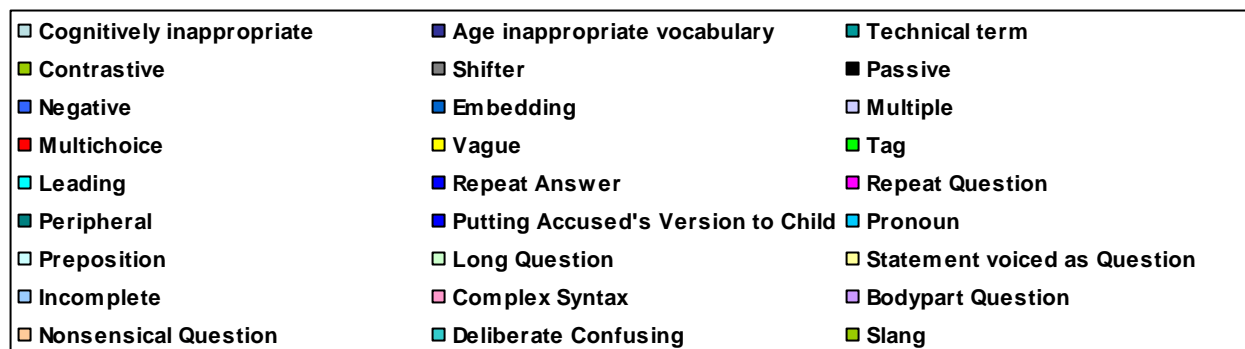 Cognitively inappropriate Age inappropriate vocabulary Technical term
Contrastive Shifter Passive
Negative Embedding Multiple
Multichoice Vague Tag
Leading Repeat Answer Repeat Question
Peripheral Putting Accused's Version to Child Pronoun
Preposition Long Question Statement voiced as Question
Incomplete Complex Syntax Bodypart Question
Nonsensical Question Deliberate Confusing Slang